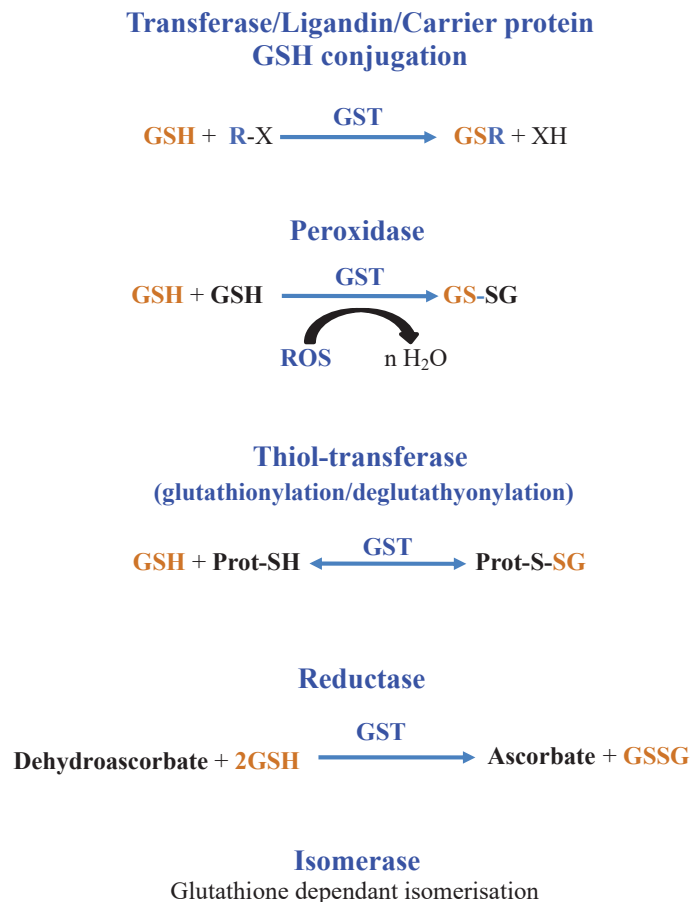 Transferase/Ligandin/Carrier protein
GSH conjugation
GST
GSH + R-X GSR + XH
Peroxidase
GST
GSH + GSH GS-SG
ROS n H₂O
Thiol-transferase
(glutathionylation/deglutathyonylation)
GST
GSH + Prot-SH Prot-S-SG
Reductase
GST
Dehydroascorbate + 2GSH Ascorbate + GSSG
Isomerase
Glutathione dependant isomerisation